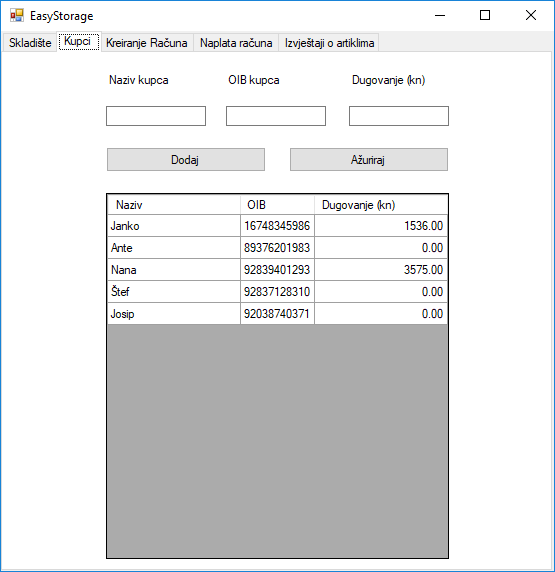 EasyStorage
Skladište Kupci Kreiranje Računa Naplata računa Izvještaji o artiklima
Naziv kupca OIB kupca Dugovanje (kn)
Dodaj Ažuriraj
Naziv OIB Dugovanje (kn)
Janko 16748345986 1536.00
Ante 89376201983 0.00
Nana 92839401293 3575.00
Štef 92837128310 0.00
Josip 92038740371 0.00